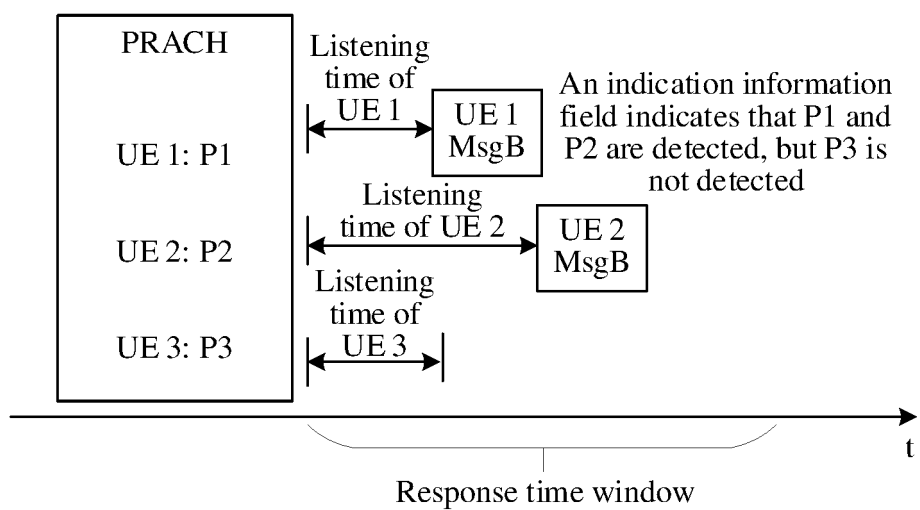 PRACH
UE 1: P1
UE 2: P2
UE 3: P3
Listening
time of
UE 1
UE 1
MsgB
An indication information
field indicates that P1 and
P2 are detected, but P3 is
not detected
Listening
time of UE 2
UE 2
MsgB
Listening
time of
UE 3
t
Response time window